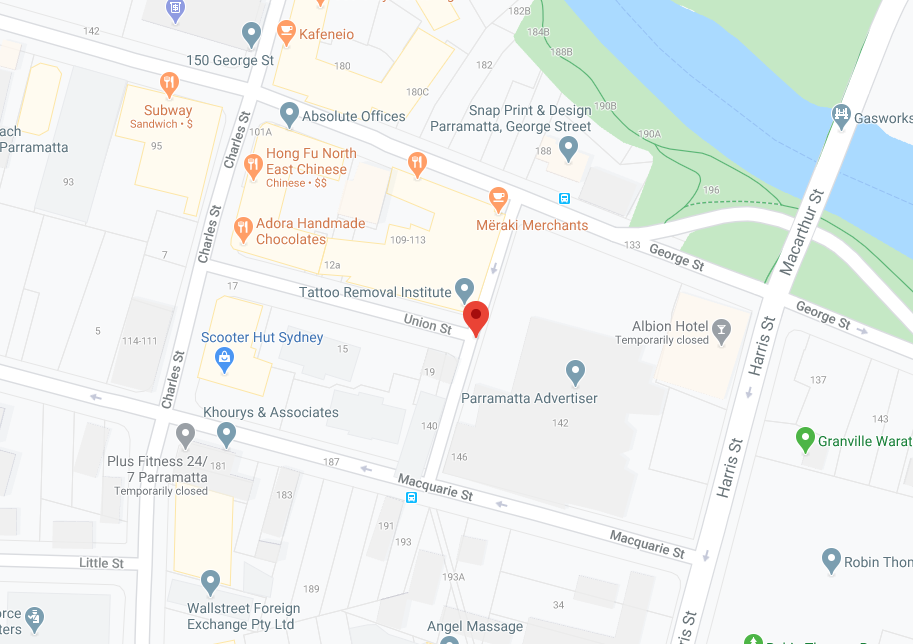 182B
142
184B
Kafeneio
188B
150 George St
180
182
180C
190B
Subway
Sandwich • $
Absolute Offices
Snap Print & Design
Parramatta, George Street
Gasworks
101A
190A
ach
Parramatta
95
Charles St
Hong Fu North
East Chinese
Chinese • $$
188
93
196
Adora Handmade
Chocolates
Mëraki Merchants
Macarthur St
109-113
133
George St
Charles St
7
12a
17
Tattoo Removal Institute
George St
Union St
Albion Hotel
Temporarily closed
5
114-111
Scooter Hut Sydney
15
Harris St
19
137
Charles St
Parramatta Advertiser
Khourys & Associates
140
142
143
Granville Warat
Plus Fitness 24/
7 Parramatta
Temporarily closed
181
187
146
Harris St
Macquarie St
183
191
193
Macquarie St
Little St
Robin Thon
193A
189
Wallstreet Foreign
Exchange Pty Ltd
34
orce
ters
Angel Massage
ris St